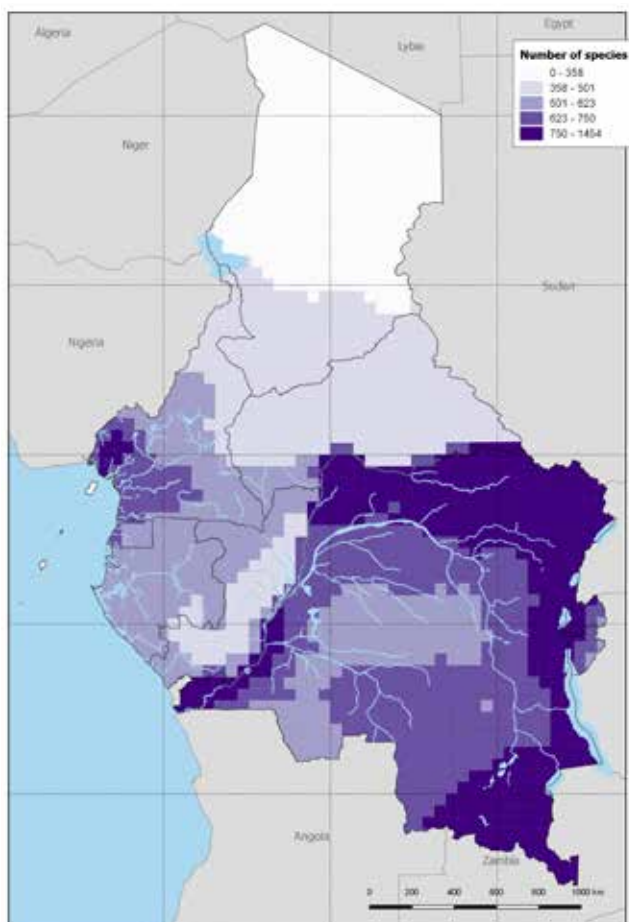 Algeria
Lybie
Egypt
Number of species
0 - 358
358 - 501
501 - 623
623 - 750
750 - 1454
Niger
Sudan
Nigeria
Angola
Zambia
0 200 400 600 800 1000 km